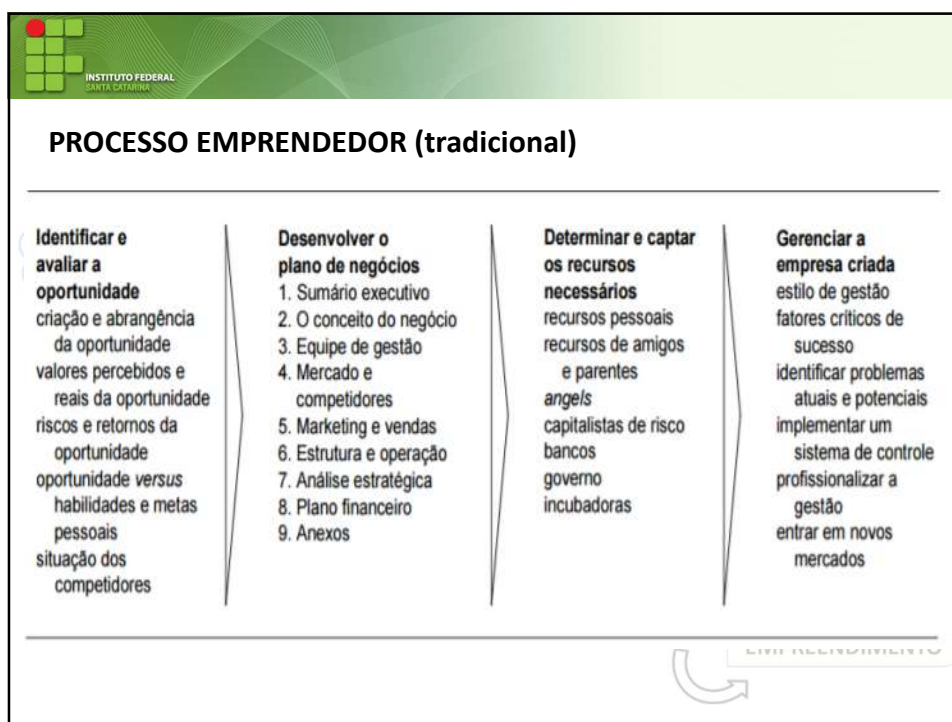 INSTITUTO FEDERAL
SANTA CATARINA
PROCESSO EMPRENDEDOR (tradicional)
Identificar e
avaliar a
oportunidade
criação e abrangência
da oportunidade
valores percebidos e
reais da oportunidade
riscos e retornos da
oportunidade
oportunidade versus
habilidades e metas
pessoais
situação dos
competidores
Desenvolver o
plano de negócios
1. Sumário executivo
2. O conceito do negócio
3. Equipe de gestão
4. Mercado e
competidores
5. Marketing e vendas
6. Estrutura e operação
7. Análise estratégica
8. Plano financeiro
9. Anexos
Determinar e captar
os recursos
necessários
recursos pessoais
recursos de amigos
e parentes
angels
capitalistas de risco
bancos
governo
incubadoras
Gerenciar a
empresa criada
estilo de gestão
fatores críticos de
sucesso
identificar problemas
atuais e potenciais
implementar um
sistema de controle
profissionalizar a
gestão
entrar em novos
mercados
EMPREENDIMENTO